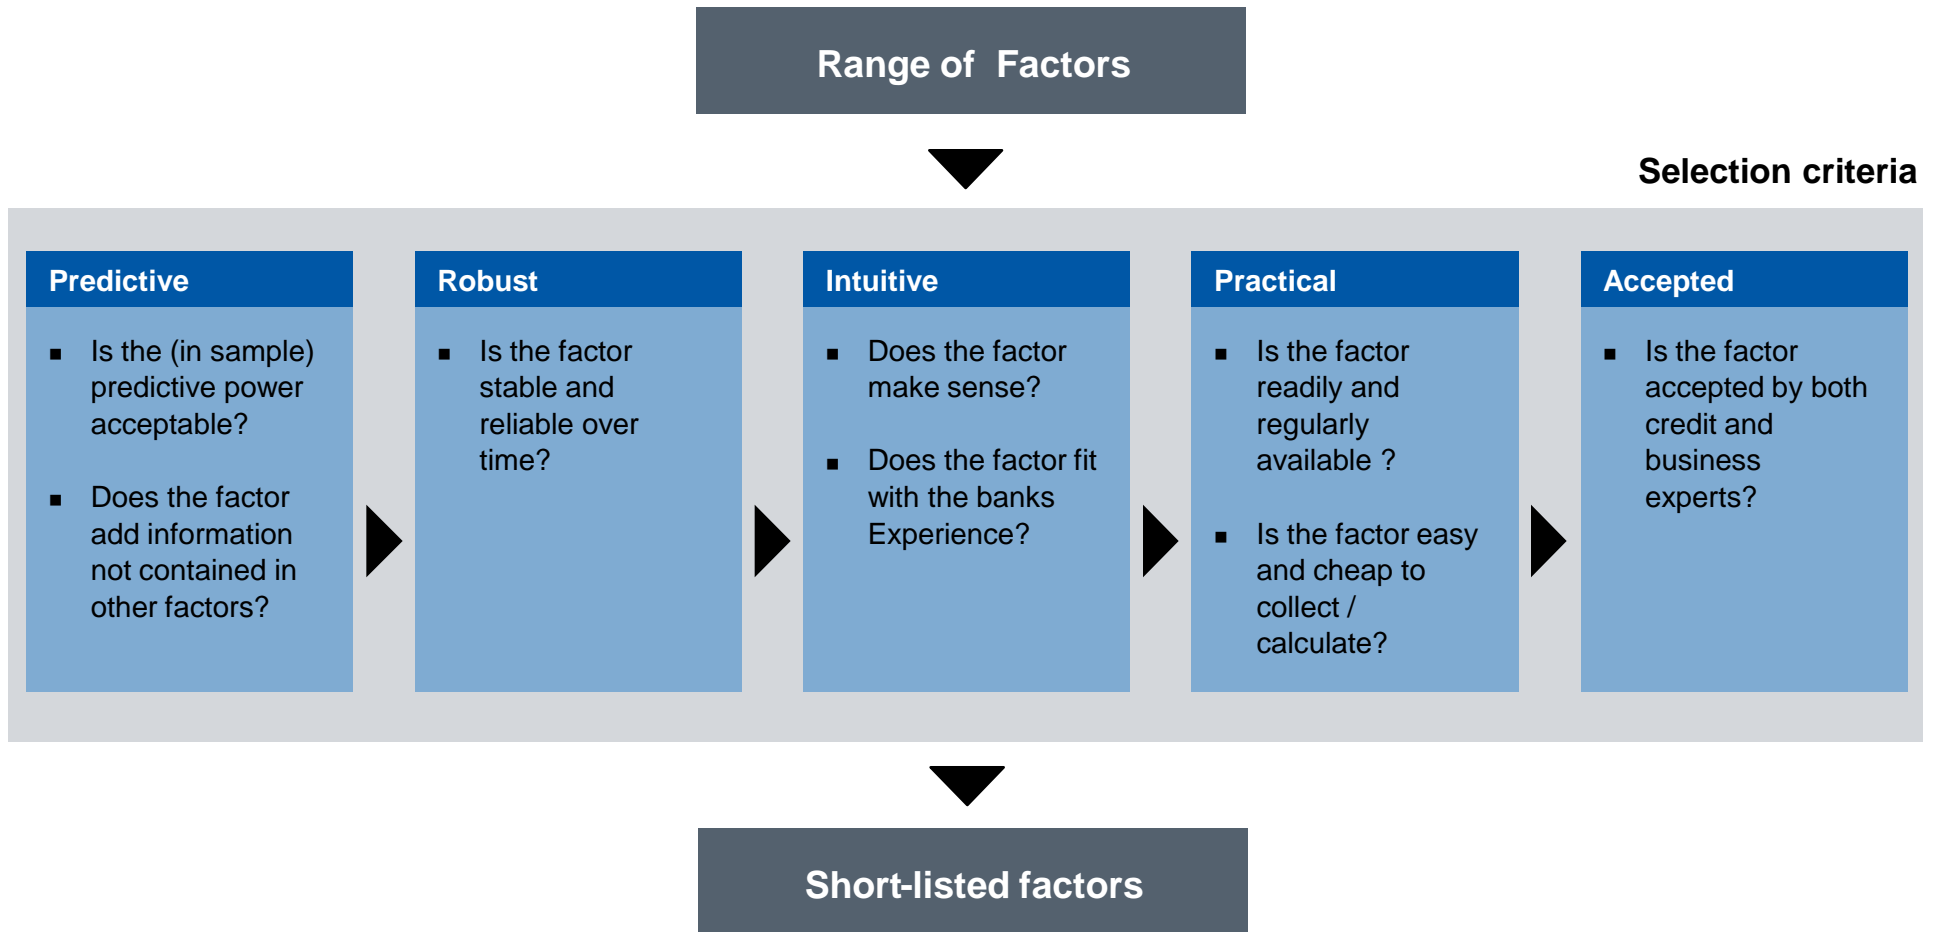 Range of Factors
Selection criteria
Predictive
▪ Is the (in sample)
predictive power
acceptable?
▪ Does the factor
add information
not contained in
other factors?
Robust
▪ Is the factor
stable and
reliable over
time?
Intuitive
▪ Does the factor
make sense?
▪ Does the factor fit
with the banks
Experience?
Practical
▪ Is the factor
readily and
regularly
available ?
▪ Is the factor easy
and cheap to
collect /
calculate?
Accepted
▪ Is the factor
accepted by both
credit and
business
experts?
Short-listed factors